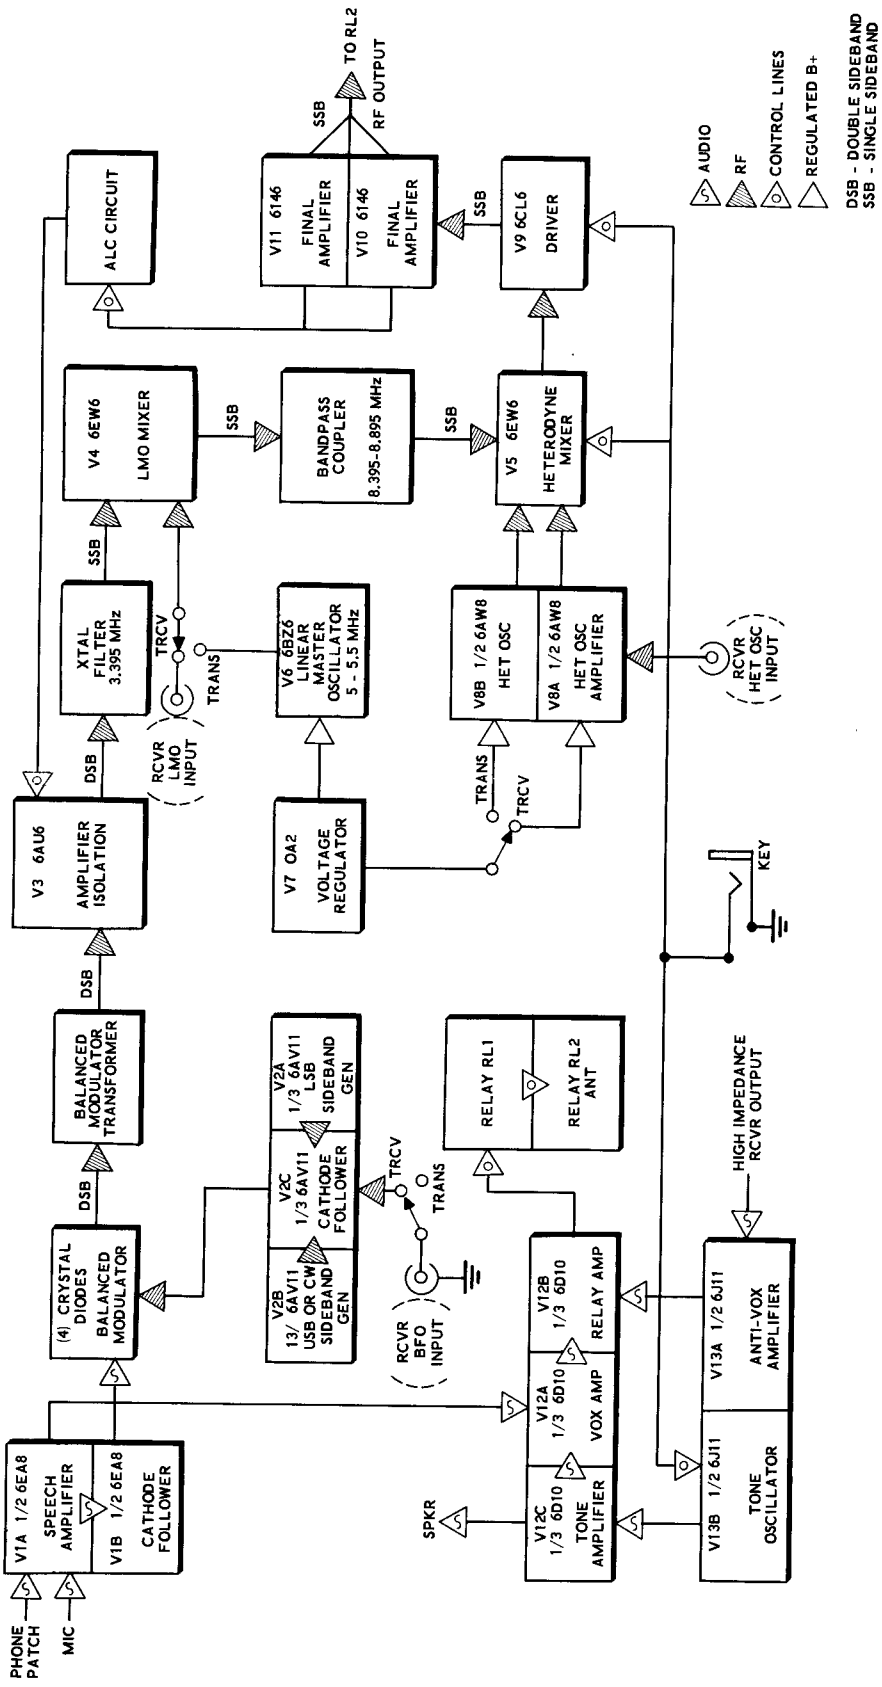 PHONE
PATCH
MIC
V1A 1/2 6EA8
SPEECH
AMPLIFIER
V1B 1/2 6EA8
CATHODE
FOLLOWER
(4) CRYSTAL
DIODES
BALANCED
MODULATOR
DSB
BALANCED
MODULATOR
TRANSFORMER
DSB
V3 6AU6
AMPLIFIER
ISOLATION
DSB
XTAL
FILTER
3.395 MHz
SSB
V4 6EW6
LMO MIXER
ALC CIRCUIT
RCVR
LMO
INPUT
TRCV
TRANS
SSB
V2B
13/ 6AV11
USB OR CW
SIDEBAND
GEN
V2C
1/3 6AV11
CATHODE
FOLLOWER
V2A
1/3 6AV11
LSB
SIDEBAND
GEN
RCVR
BFO
INPUT
TRCV
TRANS
V7 OA2
VOLTAGE
REGULATOR
V6 6BZ6
LINEAR
MASTER
OSCILLATOR
5 - 5.5 MHz
BANDPASS
COUPLER
8.395-8.895 MHz
SSB
V11 6146
FINAL
AMPLIFIER
V10 6146
FINAL
AMPLIFIER
SSB
TO RL2
RF OUTPUT
TRANS
TRCV
V8B 1/2 6AW8
HET OSC
V8A 1/2 6AW8
HET OSC
AMPLIFIER
RCVR
HET OSC
INPUT
V5 6EW6
HETERODYNE
MIXER
V9 6CL6
DRIVER
SSB
SPKR
V12C
1/3 6D10
TONE
AMPLIFIER
V12A
1/3 6D10
VOX AMP
V12B
1/3 6D10
RELAY AMP
RELAY RL1
RELAY RL2
ANT
V13B 1/2 6J11
TONE
OSCILLATOR
V13A 1/2 6J11
ANTI-VOX
AMPLIFIER
HIGH IMPEDANCE
RCVR OUTPUT
KEY
AUDIO
RF
CONTROL LINES
REGULATED B+
DSB - DOUBLE SIDEBAND
SSB - SINGLE SIDEBAND